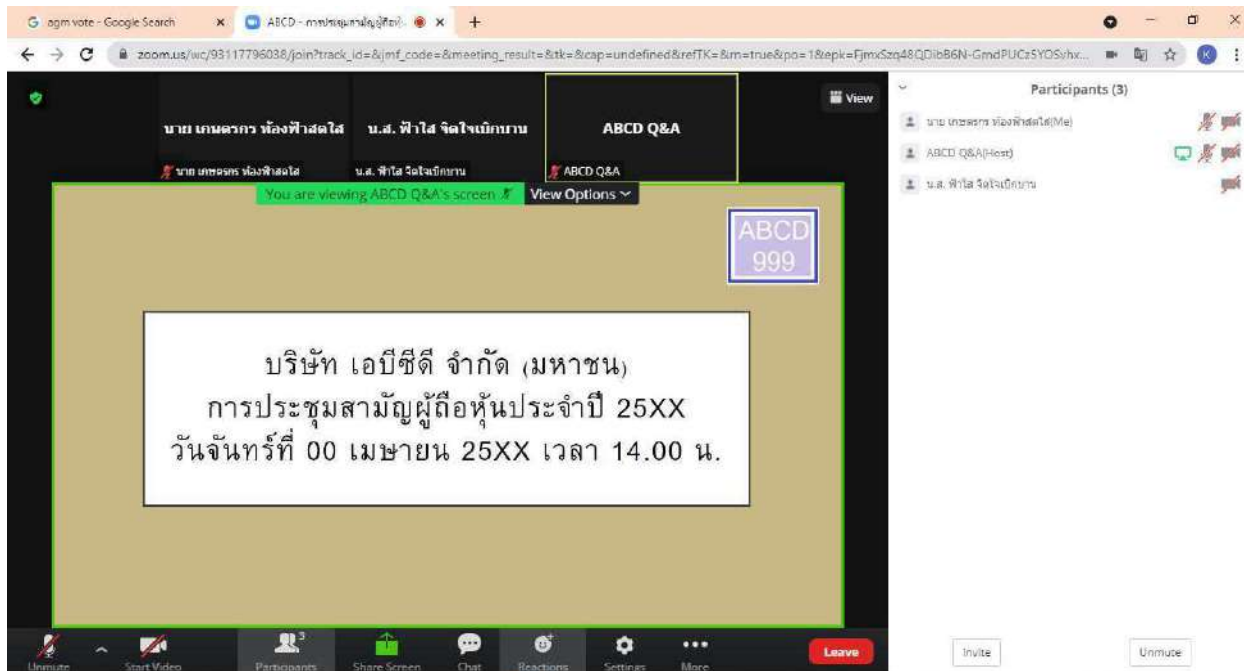 agm vote - Google Search
ABCD - การประชุมสามัญผู้ถือหุ้
zoom.us/wc/93117796038/join?track_id=&jmf_code=&meeting_result=&tk=&cap=undefined&refTK=&rm=true&po=1&epk=
K
View
นาย เกษตรกร ท้องฟ้าสดใส
น.ส. ฟ้าใส จิตใจเบิกบาน
ABCD Q&A
นาย เกษตรกร ท้องฟ้าสดใส
น.ส. ฟ้าใส จิตใจเบิกบาน
ABCD Q&A
You are viewing ABCD Q&A's screen
View Options
ABCD
999
บริษัท เอบีซีดี จำกัด (มหาชน)
การประชุมสามัญผู้ถือหุ้นประจำปี 25XX
วันจันทร์ที่ 00 เมษายน 25XX เวลา 14.00 น.
Participants (3)
นาย เกษตรกร ท้องฟ้าสดใส(Me)
ABCD Q&A(Host)
น.ส. ฟ้าใส จิตใจเบิกบาน
Unmute
Start Video
Participants
3
Share Screen
Chat
Reactions
Settings
More
Leave
Invite
Unmute